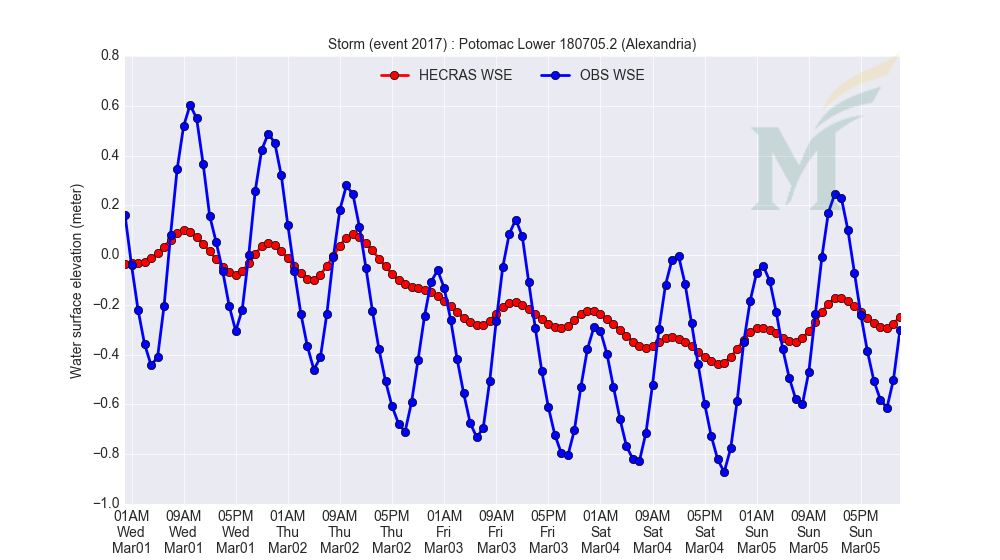 Storm (event 2017) : Potomac Lower 180705.2 (Alexandria)
HECRAS WSE OBS WSE
Water surface elevation (meter)
0.8
0.6
0.4
0.2
0.0
−0.2
−0.4
−0.6
−0.8
−1.0
01AM 09AM 05PM 01AM 09AM 05PM 01AM 09AM 05PM 01AM 09AM 05PM 01AM 09AM 05PM
Wed Wed Wed Thu Thu Thu Fri Fri Fri Sat Sat Sat Sun Sun Sun
Mar01 Mar01 Mar01 Mar02 Mar02 Mar02 Mar03 Mar03 Mar03 Mar04 Mar04 Mar04 Mar05 Mar05 Mar05
M